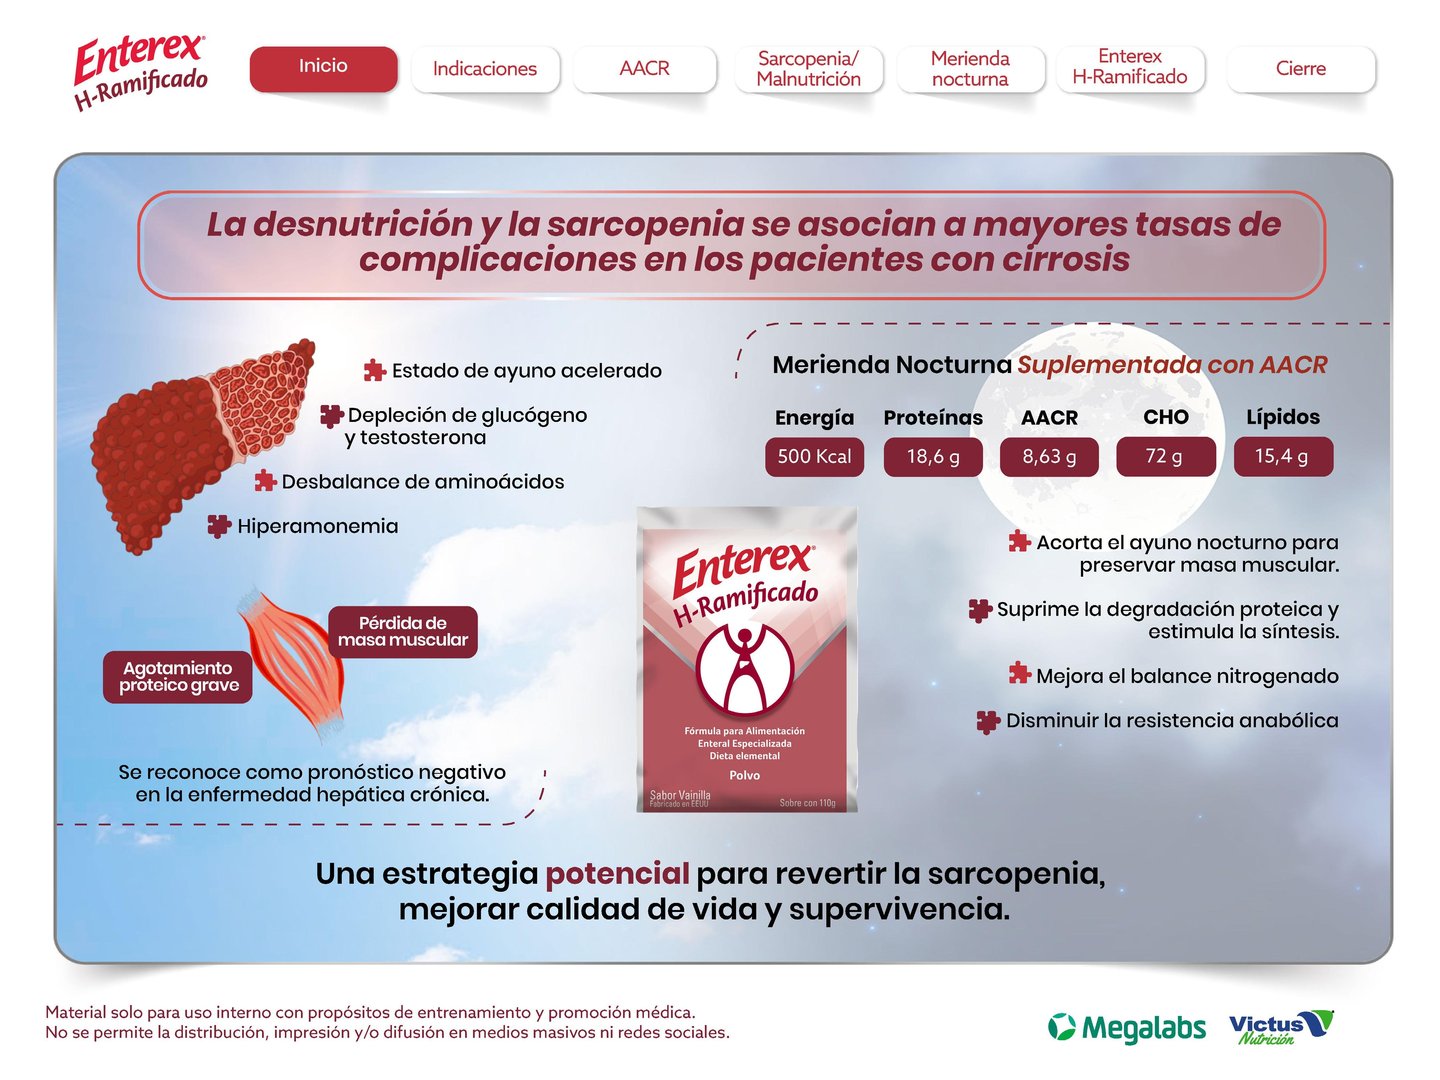 Enterex®
H-Ramificado
Inicio
Indicaciones
AACR
Sarcopenia/
Malnutrición
Merienda
nocturna
Enterex
H-Ramificado
Cierre
La desnutrición y la sarcopenia se asocian a mayores tasas de
complicaciones en los pacientes con cirrosis
Estado de ayuno acelerado
Depleción de glucógeno
y testosterona
Desbalance de aminoácidos
Hiperamonemia
Pérdida de
masa muscular
Agotamiento
proteico grave
Se reconoce como pronóstico negativo
en la enfermedad hepática crónica.
Merienda Nocturna Suplementada con AACR
Energía Proteínas AACR CHO Lípidos
500 Kcal 18,6 g 8,63 g 72 g 15,4 g
Enterex®
H-Ramificado
Fórmula para Alimentación
Enteral Especializada
Dieta elemental
Polvo
Sabor Vainilla
Fabricado en EEUU
Sobre con 110g
Acorta el ayuno nocturno para
preservar masa muscular.
Suprime la degradación proteica y
estimula la síntesis.
Mejora el balance nitrogenado
Disminuir la resistencia anabólica
Una estrategia potencial para revertir la sarcopenia,
mejorar calidad de vida y supervivencia.
Material solo para uso interno con propósitos de entrenamiento y promoción médica.
No se permite la distribución, impresión y/o difusión en medios masivos ni redes sociales.
Megalabs
Victus
Nutrición